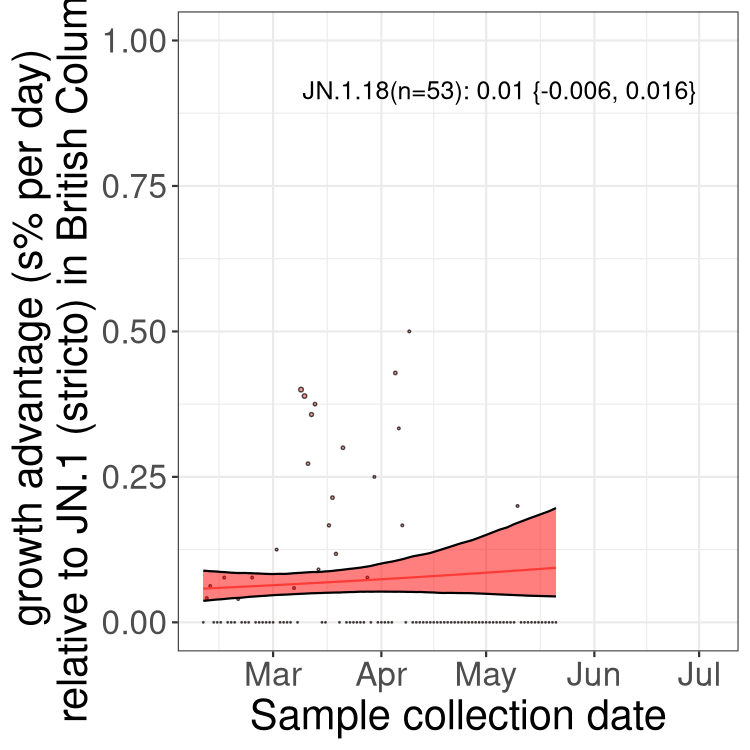 growth advantage (s% per day)
relative to JN.1 (stricto) in British Colum
1.00
0.75
0.50
0.25
0.00
JN.1.18(n=53): 0.01 {-0.006, 0.016}
Mar Apr May Jun Jul
Sample collection date